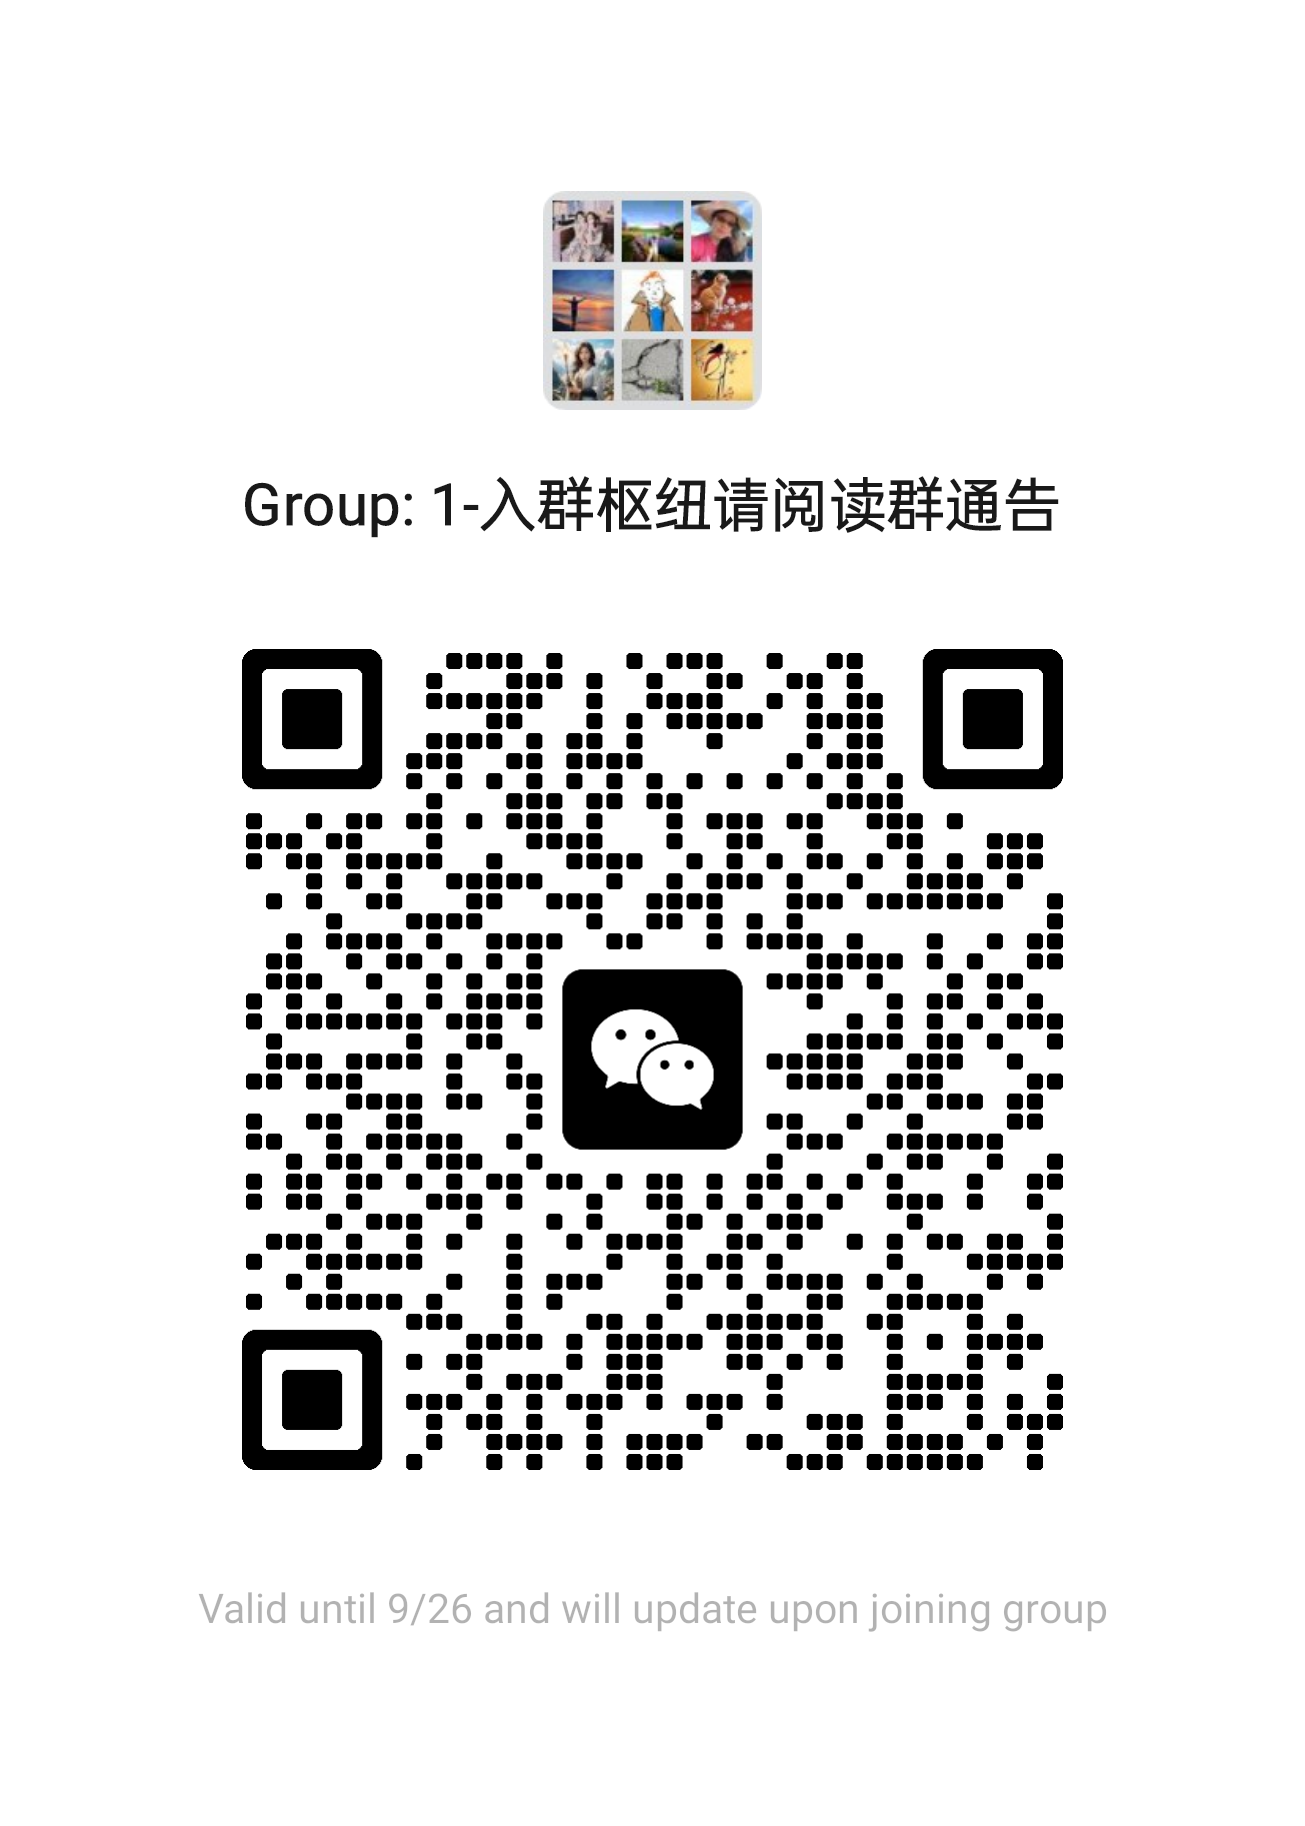 Group: 1-入群枢纽请阅读群通告
Valid until 9/26 and will update upon joining group